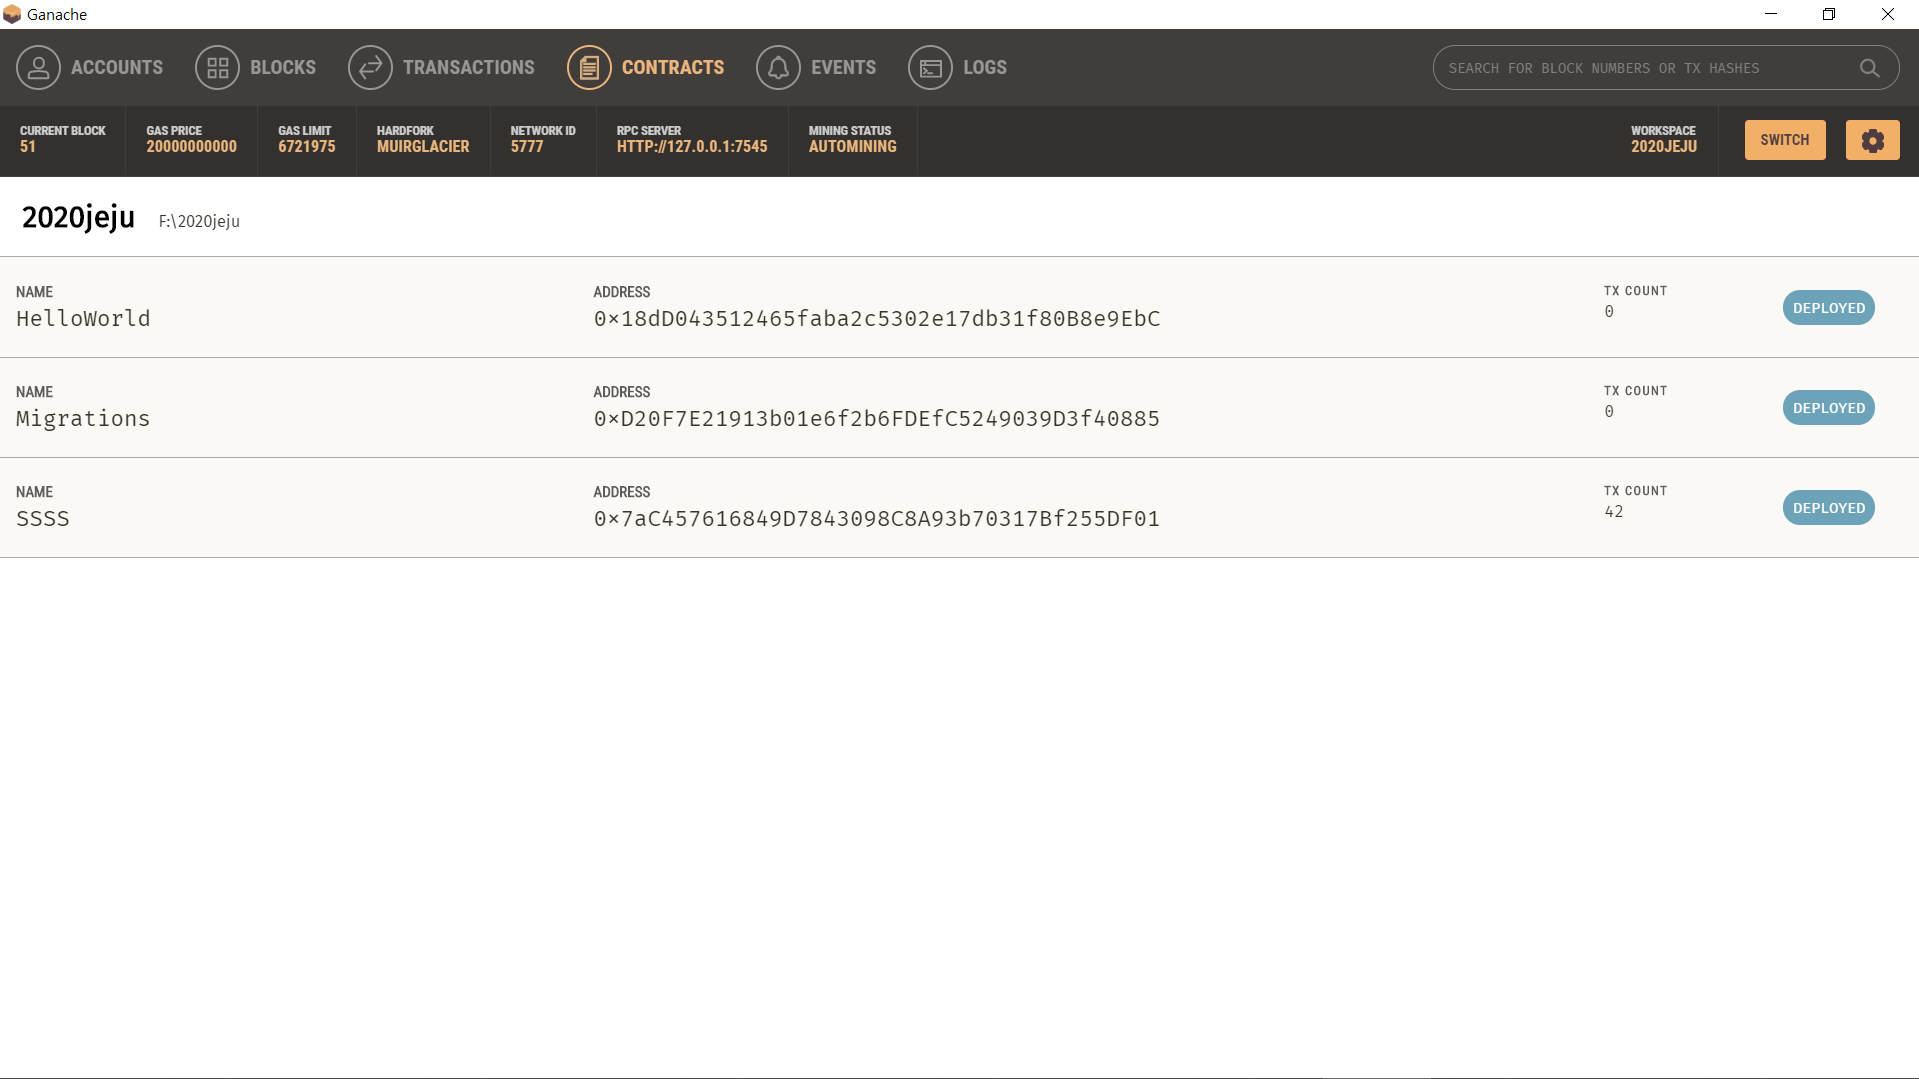 Ganache
ACCOUNTS BLOCKS TRANSACTIONS CONTRACTS EVENTS LOGS SEARCH FOR BLOCK NUMBERS OR TX HASHES
CURRENT BLOCK GAS PRICE GAS LIMIT HARDFORK NETWORK ID RPC SERVER MINING STATUS WORKSPACE
51 20000000000 6721975 MUIRGLACIER 5777 HTTP://127.0.0.1:7545 AUTOMINING 2020JEJU SWITCH
2020jeju F:\2020jeju
NAME ADDRESS TX COUNT
HelloWorld 0x18dD043512465faba2c5302e17db31f80B8e9EbC 0 DEPLOYED
NAME ADDRESS TX COUNT
Migrations 0xD20F7E21913b01e6f2b6FDEfC5249039D3f40885 0 DEPLOYED
NAME ADDRESS TX COUNT
SSSS 0x7aC457616849D7843098C8A93b70317Bf255DF01 42 DEPLOYED